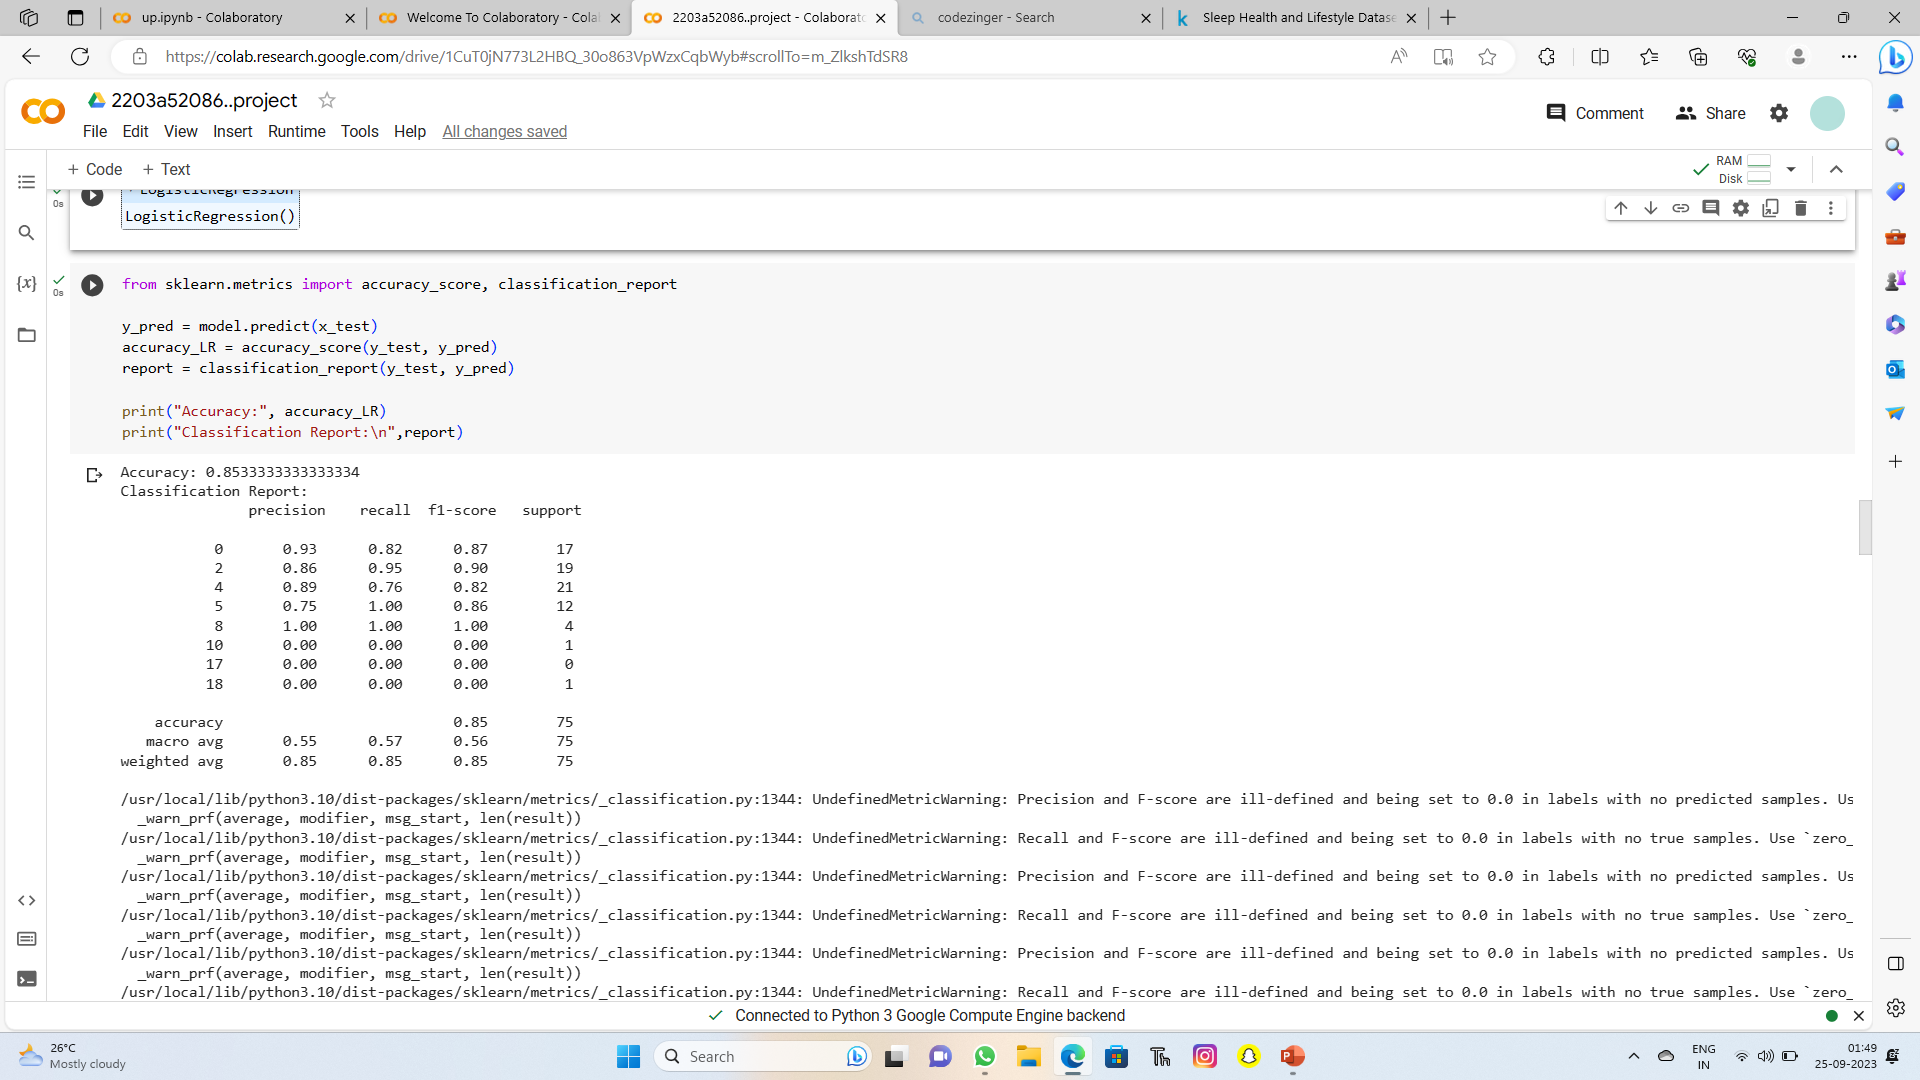 up.ipynb - Colaboratory
Welcome To Colaboratory - Cola
2203a52086..project - Colaborato
codezinger - Search
Sleep Health and Lifestyle Datase
https://colab.research.google.com/drive/1CuT0jN773L2HBQ_30o863VpWzxCqbWyb#scrollTo=m_ZlkshTdSR8
2203a52086..project
File Edit View Insert Runtime Tools Help All changes saved
Comment Share
+ Code + Text
RAM
Disk
0s
LogisticRegression
LogisticRegression()
{x}
0s
from sklearn.metrics import accuracy_score, classification_report
y_pred = model.predict(x_test)
accuracy_LR = accuracy_score(y_test, y_pred)
report = classification_report(y_test, y_pred)
print("Accuracy:", accuracy_LR)
print("Classification Report:\n",report)
Accuracy: 0.8533333333333334
Classification Report:
precision recall f1-score support
0 0.93 0.82 0.87 17
2 0.86 0.95 0.90 19
4 0.89 0.76 0.82 21
5 0.75 1.00 0.86 12
8 1.00 1.00 1.00 4
10 0.00 0.00 0.00 1
17 0.00 0.00 0.00 0
18 0.00 0.00 0.00 1
accuracy 0.85 75
macro avg 0.55 0.57 0.56 75
weighted avg 0.85 0.85 0.85 75
/usr/local/lib/python3.10/dist-packages/sklearn/metrics/_classification.py:1344: UndefinedMetricWarning: Precision and F-score are ill-defined and being set to 0.0 in labels with no predicted samples. Us
_warn_prf(average, modifier, msg_start, len(result))
/usr/local/lib/python3.10/dist-packages/sklearn/metrics/_classification.py:1344: UndefinedMetricWarning: Recall and F-score are ill-defined and being set to 0.0 in labels with no true samples. Use `zero_
_warn_prf(average, modifier, msg_start, len(result))
/usr/local/lib/python3.10/dist-packages/sklearn/metrics/_classification.py:1344: UndefinedMetricWarning: Precision and F-score are ill-defined and being set to 0.0 in labels with no predicted samples. Us
_warn_prf(average, modifier, msg_start, len(result))
/usr/local/lib/python3.10/dist-packages/sklearn/metrics/_classification.py:1344: UndefinedMetricWarning: Recall and F-score are ill-defined and being set to 0.0 in labels with no true samples. Use `zero_
_warn_prf(average, modifier, msg_start, len(result))
/usr/local/lib/python3.10/dist-packages/sklearn/metrics/_classification.py:1344: UndefinedMetricWarning: Precision and F-score are ill-defined and being set to 0.0 in labels with no predicted samples. Us
_warn_prf(average, modifier, msg_start, len(result))
/usr/local/lib/python3.10/dist-packages/sklearn/metrics/_classification.py:1344: UndefinedMetricWarning: Recall and F-score are ill-defined and being set to 0.0 in labels with no true samples. Use `zero_
Connected to Python 3 Google Compute Engine backend
26°C
Mostly cloudy
Search
ENG
IN
01:49
25-09-2023